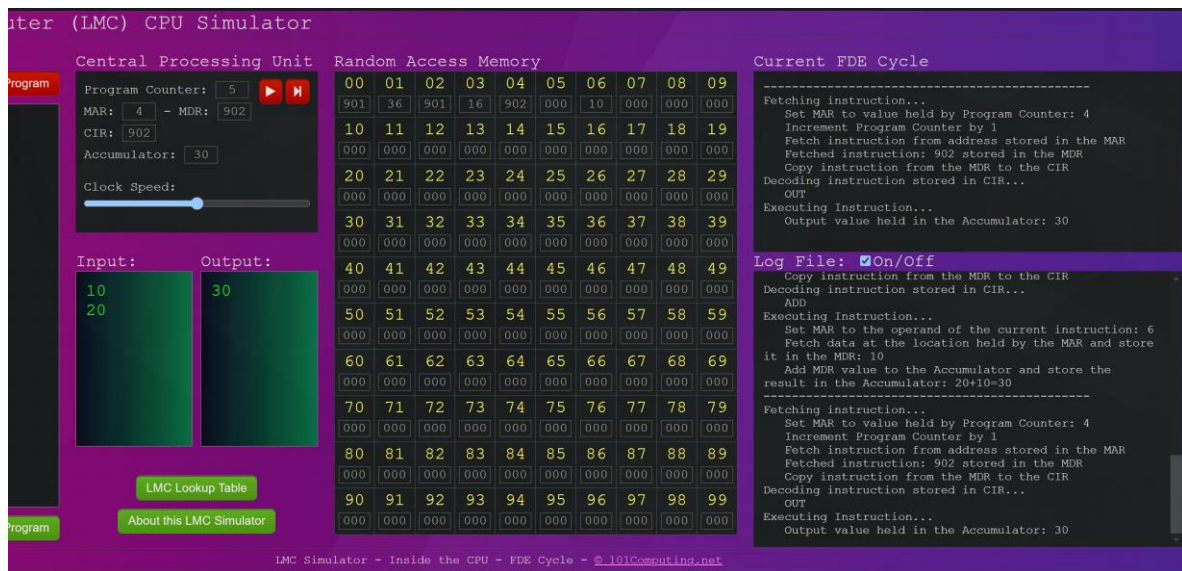 uter (LMC) CPU Simulator
Program
Central Processing Unit
Program Counter: 5
MAR: 4 - MDR: 902
CIR: 902
Accumulator: 30
Clock Speed:
Input:
10
20
Output:
30
LMC Lookup Table
About this LMC Simulator
Program
Random Access Memory
00 01 02 03 04 05 06 07 08 09
901 36 901 16 902 000 10 000 000 000
10 11 12 13 14 15 16 17 18 19
000 000 000 000 000 000 000 000 000 000
20 21 22 23 24 25 26 27 28 29
000 000 000 000 000 000 000 000 000 000
30 31 32 33 34 35 36 37 38 39
000 000 000 000 000 000 000 000 000 000
40 41 42 43 44 45 46 47 48 49
000 000 000 000 000 000 000 000 000 000
50 51 52 53 54 55 56 57 58 59
000 000 000 000 000 000 000 000 000 000
60 61 62 63 64 65 66 67 68 69
000 000 000 000 000 000 000 000 000 000
70 71 72 73 74 75 76 77 78 79
000 000 000 000 000 000 000 000 000 000
80 81 82 83 84 85 86 87 88 89
000 000 000 000 000 000 000 000 000 000
90 91 92 93 94 95 96 97 98 99
000 000 000 000 000 000 000 000 000 000
Current FDE Cycle
----------------------------------------------
Fetching instruction...
Set MAR to value held by Program Counter: 4
Increment Program Counter by 1
Fetch instruction from address stored in the MAR
Fetched instruction: 902 stored in the MDR
Copy instruction from the MDR to the CIR
Decoding instruction stored in CIR...
OUT
Executing Instruction...
Output value held in the Accumulator: 30
Log File: On/Off
Copy instruction from the MDR to the CIR
Decoding instruction stored in CIR...
ADD
Executing Instruction...
Set MAR to the operand of the current instruction: 6
Fetch data at the location held by the MAR and store
it in the MDR: 10
Add MDR value to the Accumulator and store the
result in the Accumulator: 20+10=30
----------------------------------------------
Fetching instruction...
Set MAR to value held by Program Counter: 4
Increment Program Counter by 1
Fetch instruction from address stored in the MAR
Fetched instruction: 902 stored in the MDR
Copy instruction from the MDR to the CIR
Decoding instruction stored in CIR...
OUT
Executing Instruction...
Output value held in the Accumulator: 30
LMC Simulator - Inside the CPU - FDE Cycle - © 101Computing.net